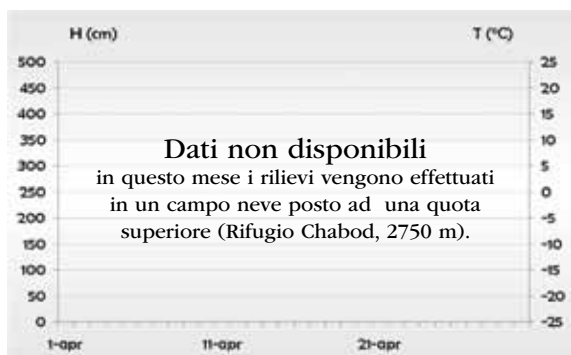 H (cm) T (°C)
500 25
450 20
400 15
350 10
Dati non disponibili
300 5
in questo mese i rilievi vengono effettuati
250 0
in un campo neve posto ad una quota
200 -5
superiore (Rifugio Chabod, 2750 m).
150 -10
100 -15
50 -20
0 -25
1-apr 11-apr 21-apr